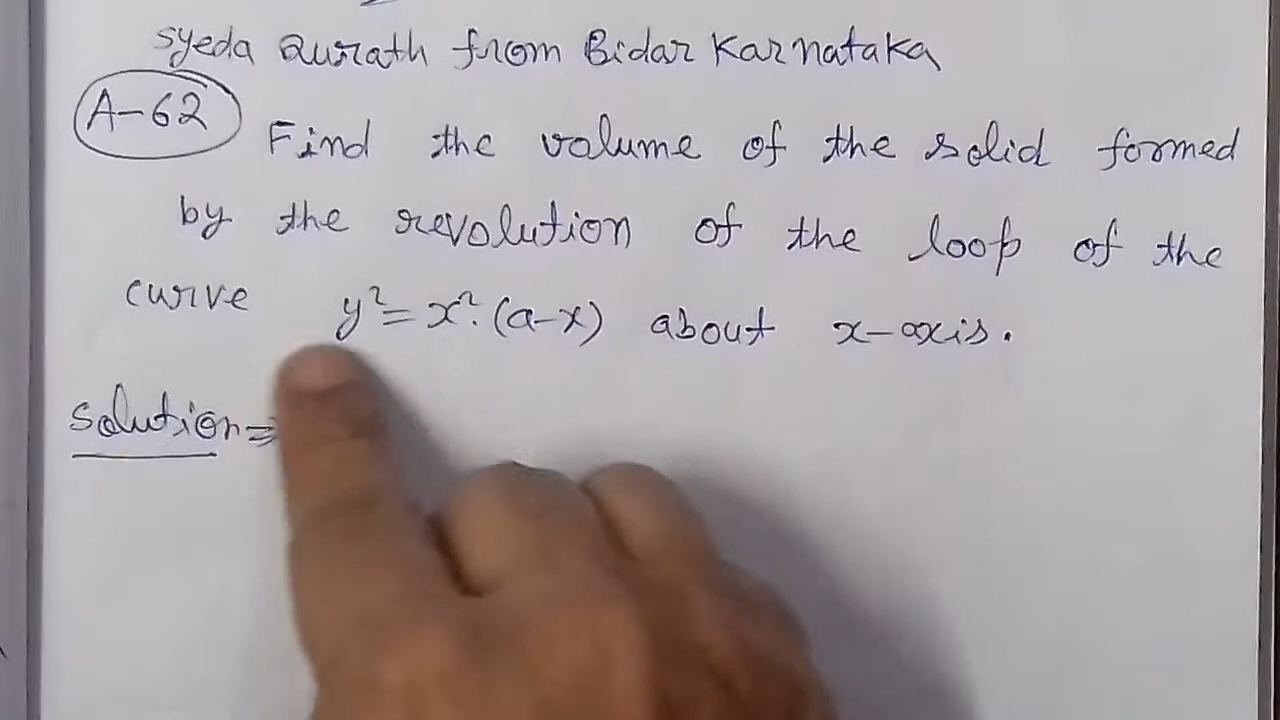 Syeda Qurath from Bidar Karnataka
A-62 Find the volume of the solid formed
by the revolution of the loop of the
curve y²=x².(a-x) about x-axis.
Solution⇒